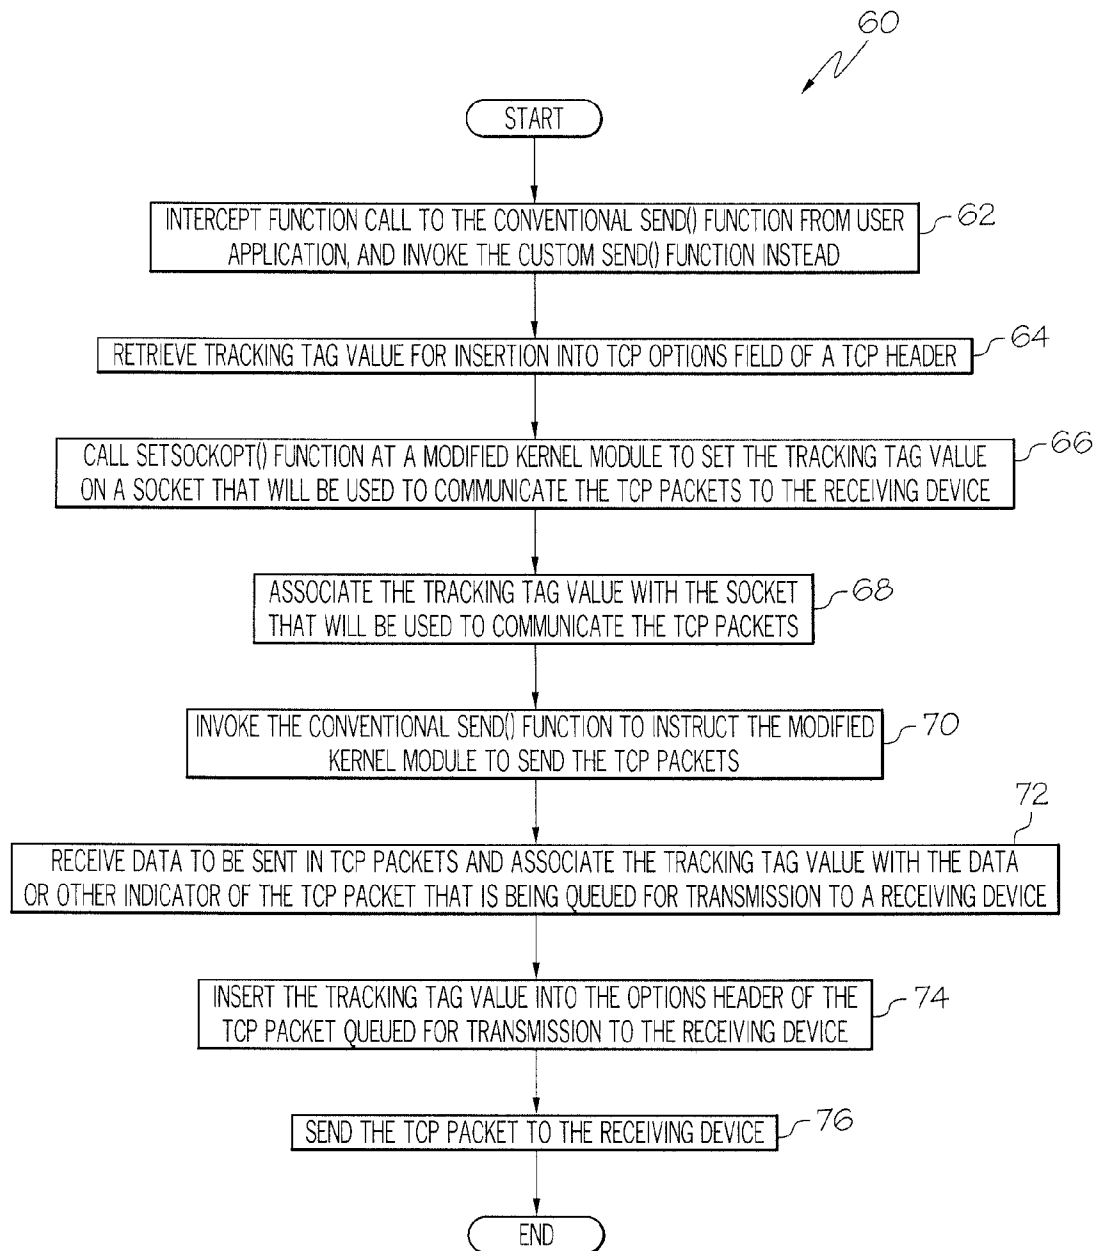 60
START
INTERCEPT FUNCTION CALL TO THE CONVENTIONAL SEND() FUNCTION FROM USER
APPLICATION, AND INVOKE THE CUSTOM SEND() FUNCTION INSTEAD
62
RETRIEVE TRACKING TAG VALUE FOR INSERTION INTO TCP OPTIONS FIELD OF A TCP HEADER
64
CALL SETSOCKOPT() FUNCTION AT A MODIFIED KERNEL MODULE TO SET THE TRACKING TAG VALUE
ON A SOCKET THAT WILL BE USED TO COMMUNICATE THE TCP PACKETS TO THE RECEIVING DEVICE
66
ASSOCIATE THE TRACKING TAG VALUE WITH THE SOCKET
THAT WILL BE USED TO COMMUNICATE THE TCP PACKETS
68
INVOKE THE CONVENTIONAL SEND() FUNCTION TO INSTRUCT THE MODIFIED
KERNEL MODULE TO SEND THE TCP PACKETS
70
72
RECEIVE DATA TO BE SENT IN TCP PACKETS AND ASSOCIATE THE TRACKING TAG VALUE WITH THE DATA
OR OTHER INDICATOR OF THE TCP PACKET THAT IS BEING QUEUED FOR TRANSMISSION TO A RECEIVING DEVICE
INSERT THE TRACKING TAG VALUE INTO THE OPTIONS HEADER OF THE
TCP PACKET QUEUED FOR TRANSMISSION TO THE RECEIVING DEVICE
74
SEND THE TCP PACKET TO THE RECEIVING DEVICE
76
END